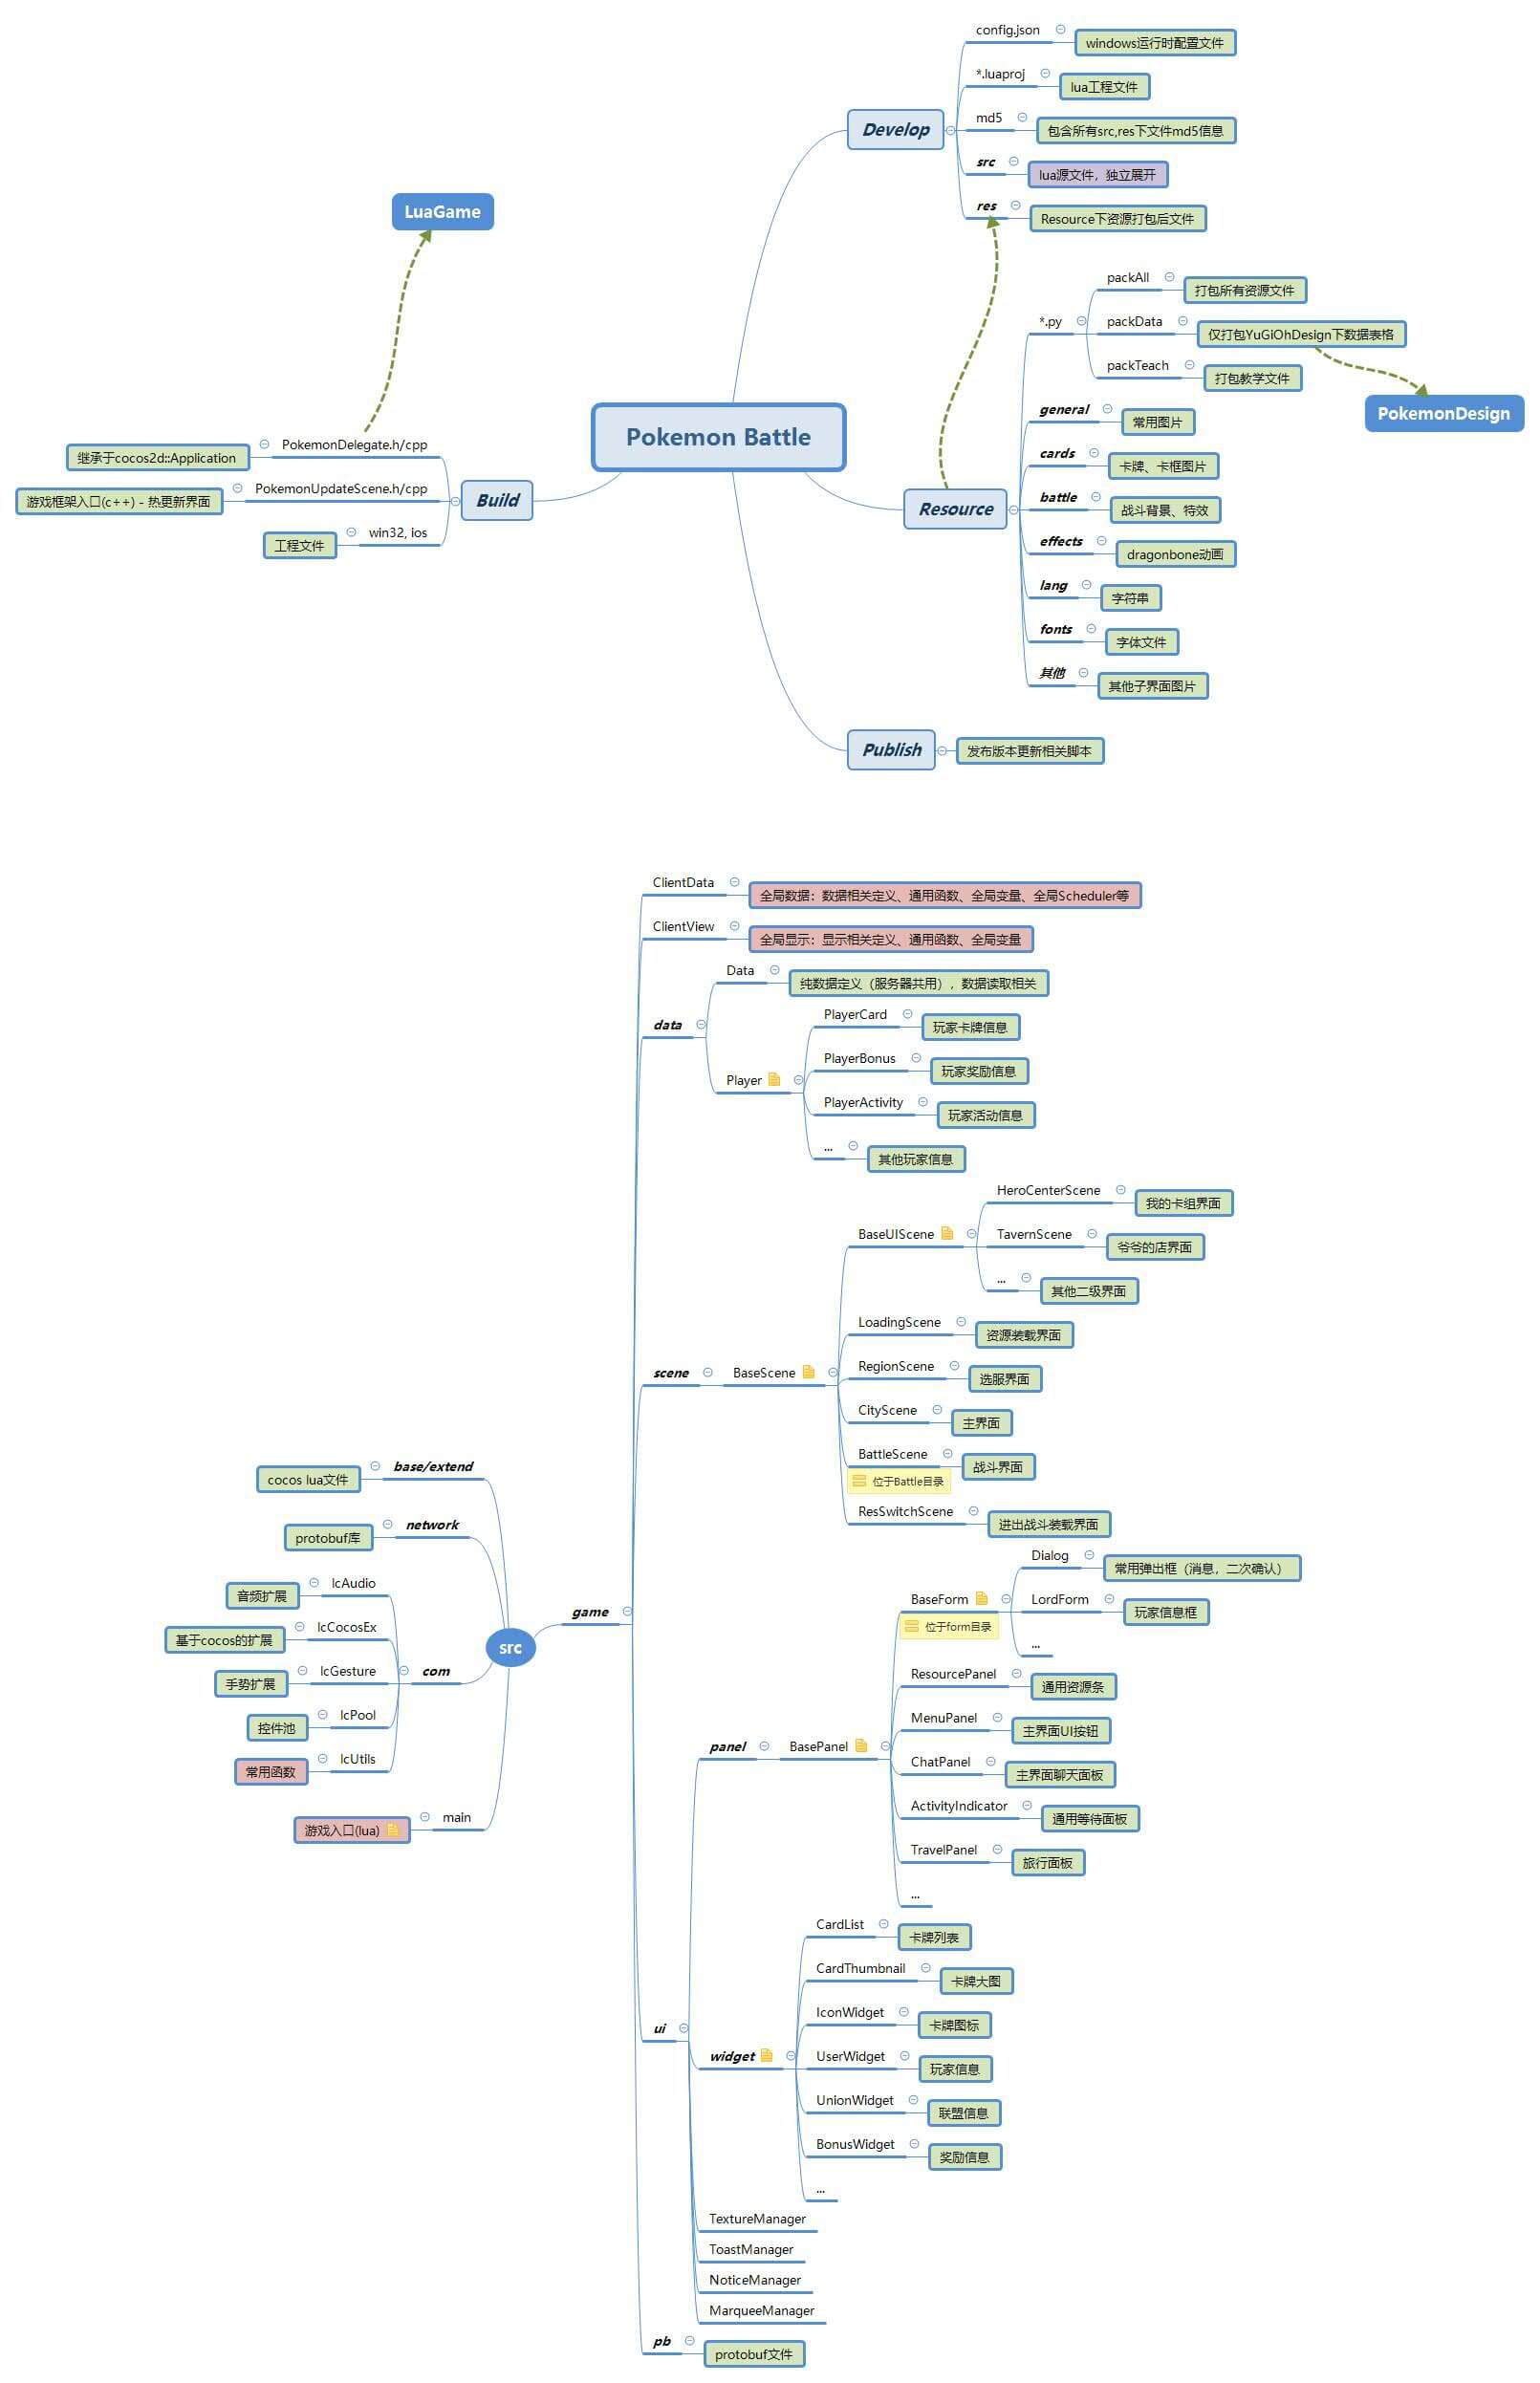 config.json
windows运行时配置文件
*.luaproj
lua工程文件
md5
包含所有src,res下文件md5信息
Develop
src
lua源文件，独立展开
res
Resource下资源打包后文件
LuaGame
packAll
打包所有资源文件
*.py
packData
仅打包YuGiOhDesign下数据表格
packTeach
打包教学文件
PokemonDesign
general
常用图片
Pokemon Battle
PokemonDelegate.h/cpp
继承于cocos2d::Application
cards
卡牌、卡框图片
PokemonUpdateScene.h/cpp
游戏框架入口(c++) - 热更新界面
Build
battle
战斗背景、特效
Resource
win32, ios
工程文件
effects
dragonbone动画
lang
字符串
fonts
字体文件
其他
其他子界面图片
Publish
发布版本更新相关脚本
ClientData
全局数据：数据相关定义、通用函数、全局变量、全局Scheduler等
ClientView
全局显示：显示相关定义、通用函数、全局变量
Data
纯数据定义（服务器共用），数据读取相关
data
PlayerCard
玩家卡牌信息
PlayerBonus
玩家奖励信息
Player
PlayerActivity
玩家活动信息
...
其他玩家信息
HeroCenterScene
我的卡组界面
BaseUIScene
TavernScene
爷爷的店界面
...
其他二级界面
LoadingScene
资源装载界面
scene
BaseScene
RegionScene
选服界面
CityScene
主界面
BattleScene
战斗界面
位于Battle目录
ResSwitchScene
进出战斗装载界面
base/extend
cocos lua文件
network
protobuf库
lcAudio
音频扩展
lcCocosEx
基于cocos的扩展
lcGesture
手势扩展
com
lcPool
控件池
lcUtils
常用函数
main
游戏入口(lua)
src
game
Dialog
常用弹出框（消息，二次确认）
BaseForm
LordForm
玩家信息框
位于form目录
...
ResourcePanel
通用资源条
MenuPanel
主界面UI按钮
panel
BasePanel
ChatPanel
主界面聊天面板
ActivityIndicator
通用等待面板
TravelPanel
旅行面板
...
CardList
卡牌列表
CardThumbnail
卡牌大图
IconWidget
卡牌图标
ui
widget
UserWidget
玩家信息
UnionWidget
联盟信息
BonusWidget
奖励信息
...
TextureManager
ToastManager
NoticeManager
MarqueeManager
pb
protobuf文件